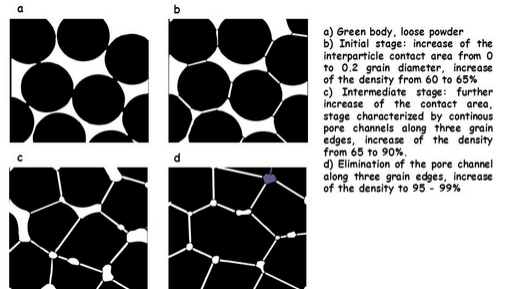 a
b
a) Green body, loose powder
b) Initial stage: increase of the
interparticle contact area from 0
to 0.2 grain diameter, increase
of the density from 60 to 65%
c) Intermediate stage: further
increase of the contact area,
stage characterized by continous
pore channels along three grain
edges, increase of the density
from 65 to 90%.
d) Elimination of the pore channel
along three grain edges, increase
of the density to 95 - 99%
c
d